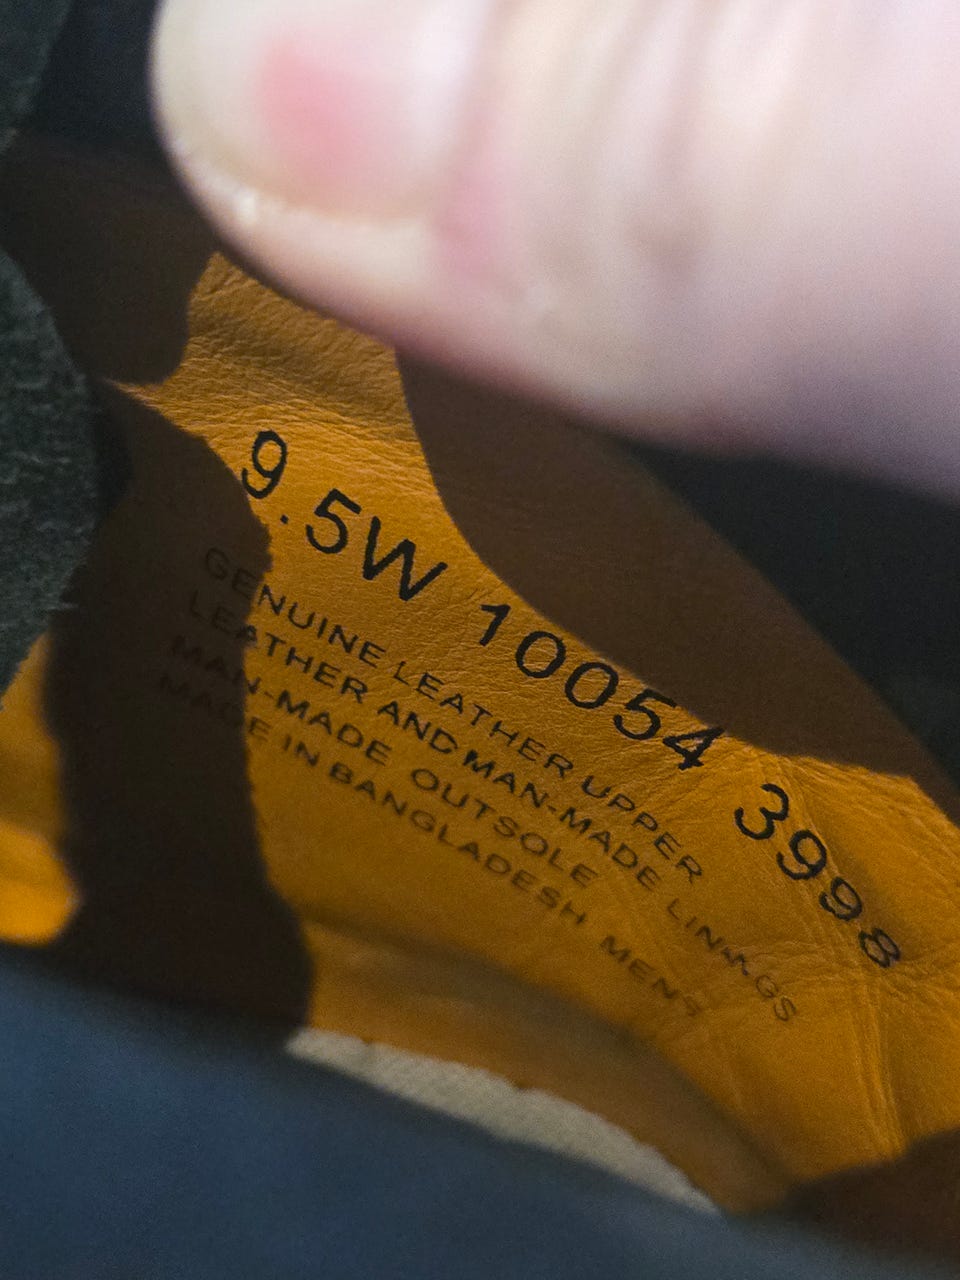 9.5W 10054 3998
GENUINE LEATHER UPPER
LEATHER AND MAN-MADE LININGS
MAN-MADE OUTSOLE
MADE IN BANGLADESH MENS